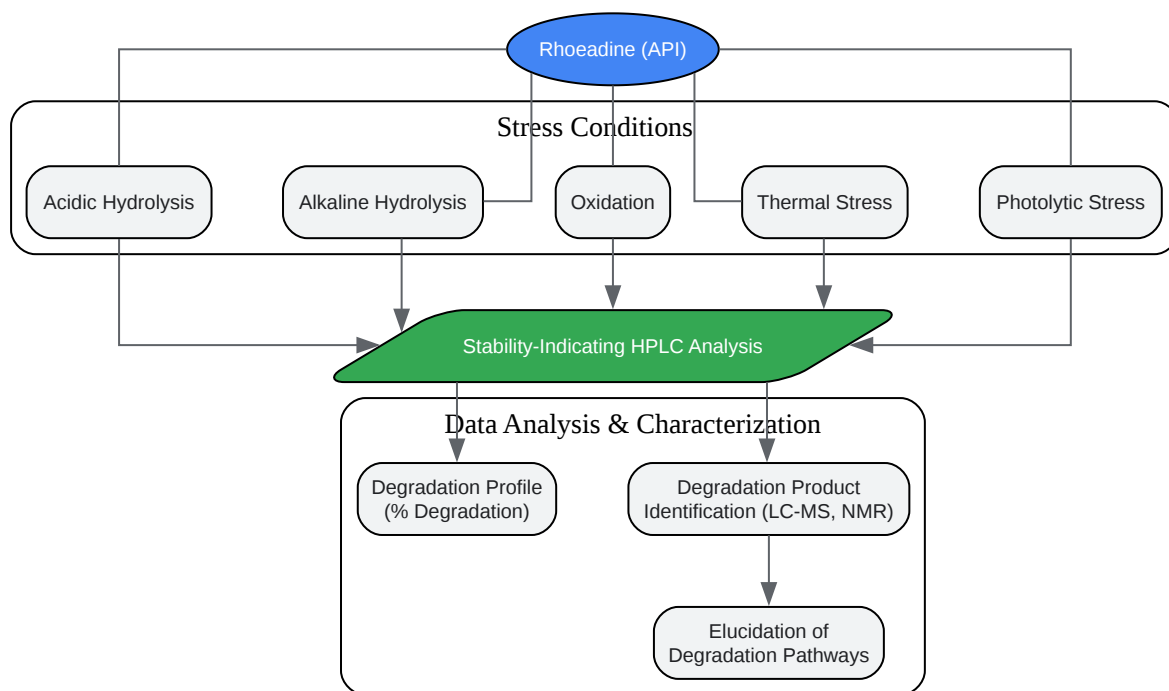 Rhoeadine (API)
Stress Conditions
Acidic Hydrolysis
Alkaline Hydrolysis
Oxidation
Thermal Stress
Photolytic Stress
Stability-Indicating HPLC Analysis
Data Analysis & Characterization
Degradation Profile
(% Degradation)
Degradation Product
Identification (LC-MS, NMR)
Elucidation of
Degradation Pathways